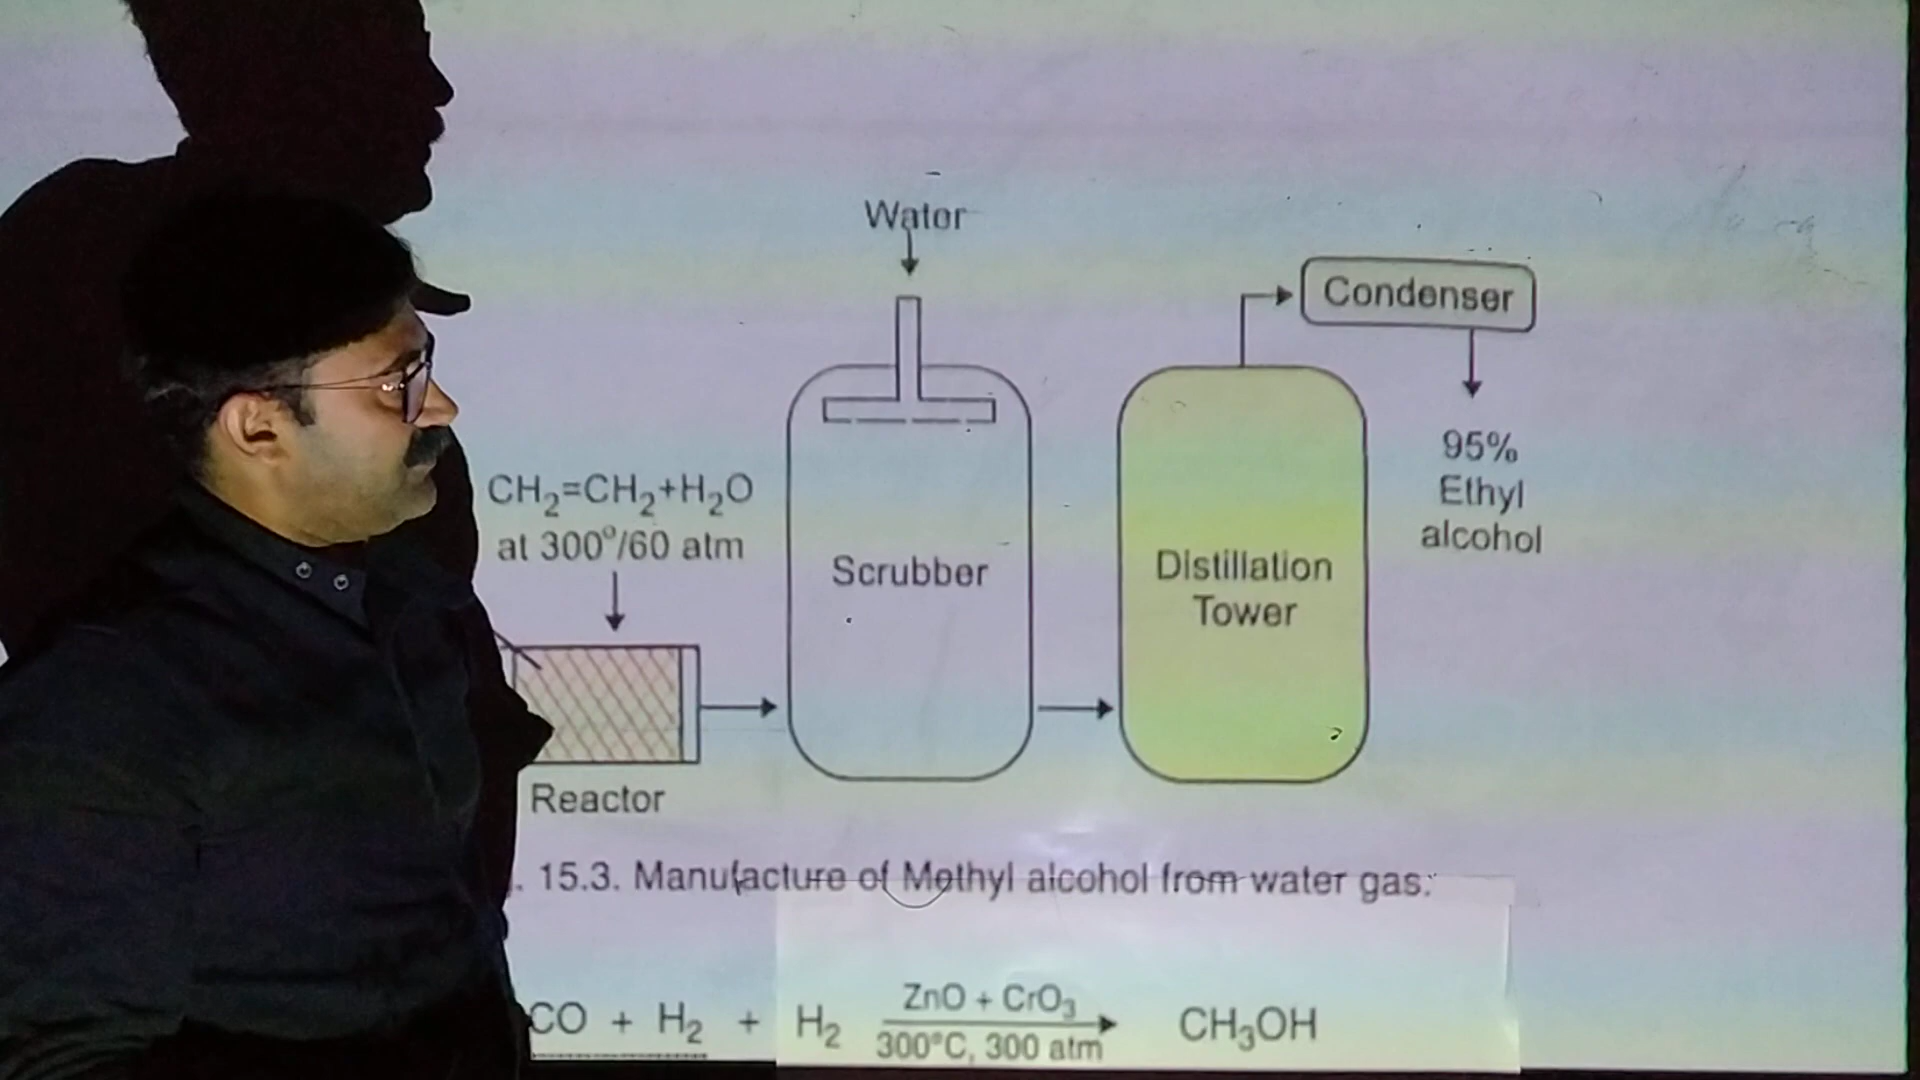 Water
Condenser
95%
Ethyl
alcohol
CH₂=CH₂+H₂O
at 300°/60 atm
Scrubber
Distillation
Tower
Reactor
. 15.3. Manufacture of Methyl alcohol from water gas:
CO + H₂ + H₂ ZnO + CrO₃ CH₃OH
300°C, 300 atm